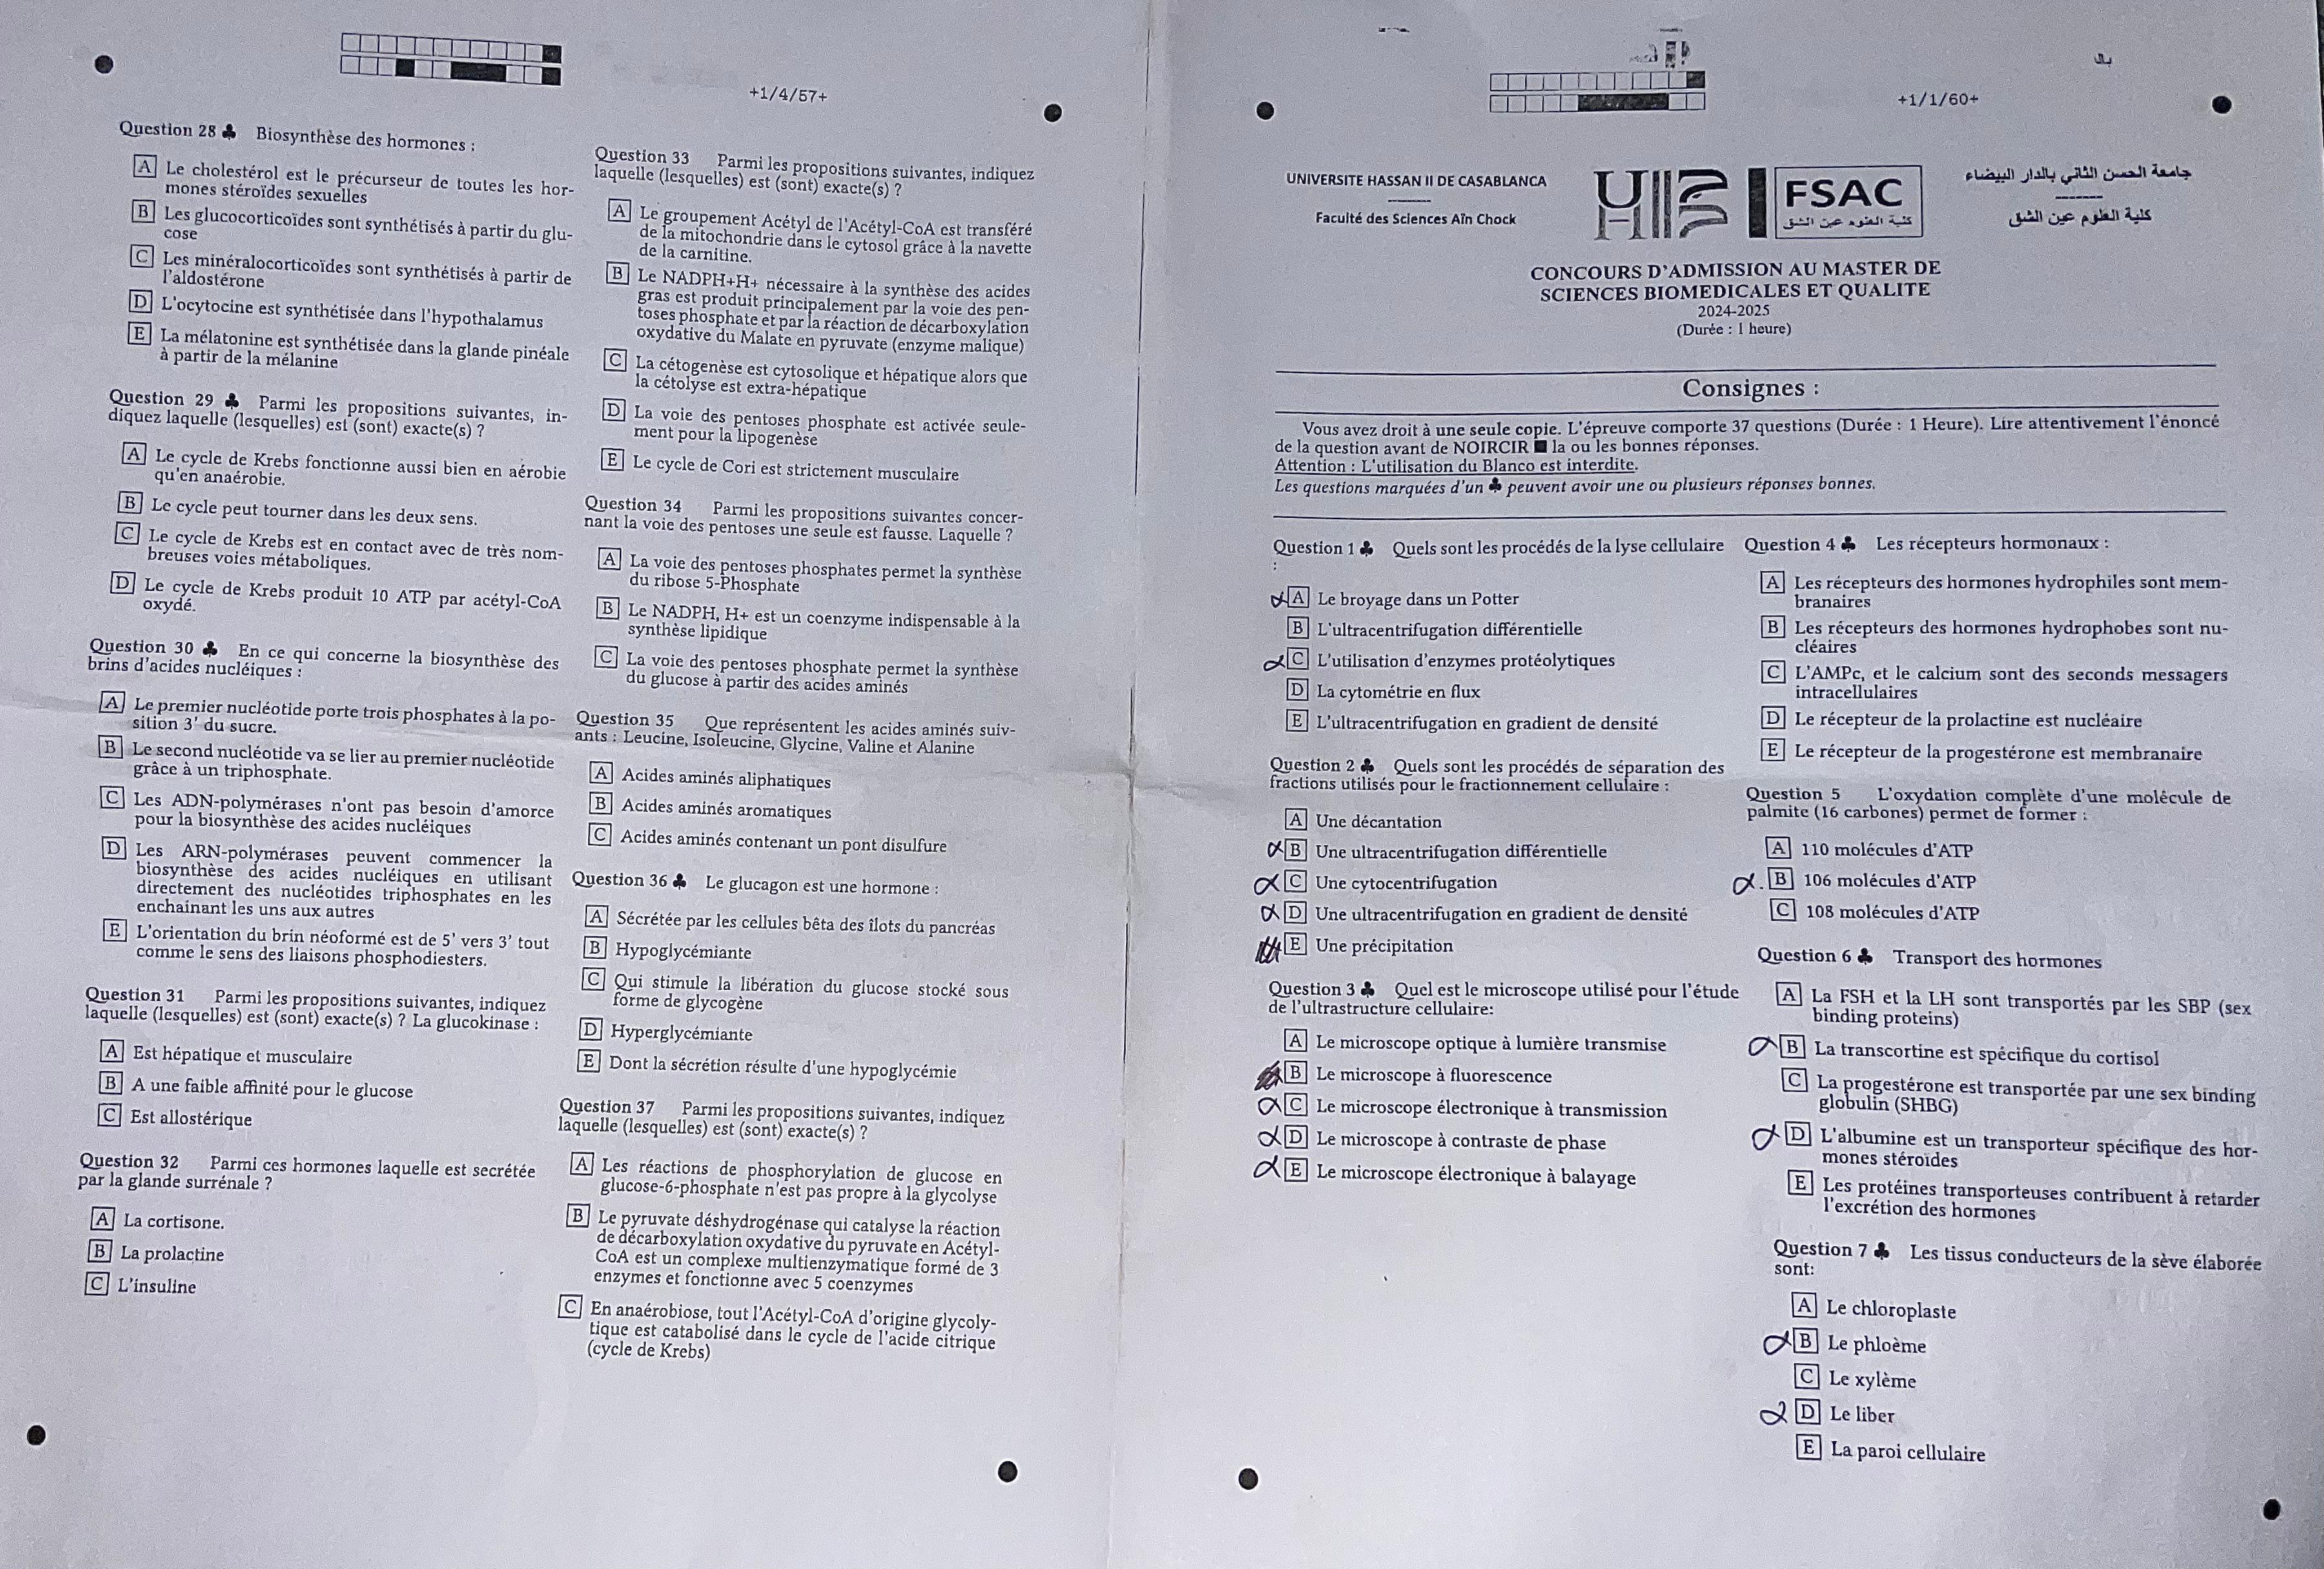 +1/4/57+
Question 28 ♣ Biosynthèse des hormones :
A Le cholestérol est le précurseur de toutes les hor-
mones stéroïdes sexuelles
B Les glucocorticoïdes sont synthétisés à partir du glu-
cose
C Les minéralocorticoïdes sont synthétisés à partir de
l'aldostérone
D L'ocytocine est synthétisée dans l'hypothalamus
E La mélatonine est synthétisée dans la glande pinéale
à partir de la mélanine
Question 29 ♣ Parmi les propositions suivantes, in-
diquez laquelle (lesquelles) est (sont) exacte(s) ?
A Le cycle de Krebs fonctionne aussi bien en aérobie
qu'en anaérobie.
B Le cycle peut tourner dans les deux sens.
C Le cycle de Krebs est en contact avec de très nom-
breuses voies métaboliques.
D Le cycle de Krebs produit 10 ATP par acétyl-CoA
oxydé.
Question 30 ♣ En ce qui concerne la biosynthèse des
brins d'acides nucléiques :
A Le premier nucléotide porte trois phosphates à la po-
sition 3' du sucre.
B Le second nucléotide va se lier au premier nucléotide
grâce à un triphosphate.
C Les ADN-polymérases n'ont pas besoin d'amorce
pour la biosynthèse des acides nucléiques
D Les ARN-polymérases peuvent commencer la
biosynthèse des acides nucléiques en utilisant
directement des nucléotides triphosphates en les
enchaînant les uns aux autres
E L'orientation du brin néoformé est de 5' vers 3' tout
comme le sens des liaisons phosphodiesters.
Question 31 Parmi les propositions suivantes, indiquez
laquelle (lesquelles) est (sont) exacte(s) ? La glucokinase :
A Est hépatique et musculaire
B A une faible affinité pour le glucose
C Est allostérique
Question 32 Parmi ces hormones laquelle est secrétée
par la glande surrénale ?
A La cortisone.
B La prolactine
C L'insuline
Question 33 Parmi les propositions suivantes, indiquez
laquelle (lesquelles) est (sont) exacte(s) ?
A Le groupement Acétyl de l'Acétyl-CoA est transféré
de la mitochondrie dans le cytosol grâce à la navette
de la carnitine.
B Le NADPH+H+ nécessaire à la synthèse des acides
gras est produit principalement par la voie des pen-
toses phosphate et par la réaction de décarboxylation
oxydative du Malate en pyruvate (enzyme malique)
C La cétogenèse est cytosolique et hépatique alors que
la cétolyse est extra-hépatique
D La voie des pentoses phosphate est activée seule-
ment pour la lipogenèse
E Le cycle de Cori est strictement musculaire
Question 34 Parmi les propositions suivantes concer-
nant la voie des pentoses une seule est fausse. Laquelle ?
A La voie des pentoses phosphates permet la synthèse
du ribose 5-Phosphate
B Le NADPH, H+ est un coenzyme indispensable à la
synthèse lipidique
C La voie des pentoses phosphate permet la synthèse
du glucose à partir des acides aminés
Question 35 Que représentent les acides aminés suiv-
ants : Leucine, Isoleucine, Glycine, Valine et Alanine
A Acides aminés aliphatiques
B Acides aminés aromatiques
C Acides aminés contenant un pont disulfure
Question 36 ♣ Le glucagon est une hormone :
A Sécrétée par les cellules bêta des îlots du pancréas
B Hypoglycémiante
C Qui stimule la libération du glucose stocké sous
forme de glycogène
D Hyperglycémiante
E Dont la sécrétion résulte d'une hypoglycémie
Question 37 Parmi les propositions suivantes, indiquez
laquelle (lesquelles) est (sont) exacte(s) ?
A Les réactions de phosphorylation de glucose en
glucose-6-phosphate n'est pas propre à la glycolyse
B Le pyruvate déshydrogénase qui catalyse la réaction
de décarboxylation oxydative du pyruvate en Acétyl-
CoA est un complexe multienzymatique formé de 3
enzymes et fonctionne avec 5 coenzymes
C En anaérobiose, tout l'Acétyl-CoA d'origine glycoly-
tique est catabolisé dans le cycle de l'acide citrique
(cycle de Krebs)
+1/1/60+
UNIVERSITE HASSAN II DE CASABLANCA
Faculté des Sciences Aïn Chock
FSAC
كلية العلوم عين الشق
جامعة الحسن الثاني بالدار البيضاء
كلية العلوم عين الشق
CONCOURS D'ADMISSION AU MASTER DE
SCIENCES BIOMEDICALES ET QUALITE
2024-2025
(Durée : 1 heure)
Consignes :
Vous avez droit à une seule copie. L'épreuve comporte 37 questions (Durée : 1 Heure). Lire attentivement l'énoncé
de la question avant de NOIRCIR ■ la ou les bonnes réponses.
Attention : L'utilisation du Blanco est interdite.
Les questions marquées d'un ♣ peuvent avoir une ou plusieurs réponses bonnes.
Question 1 ♣ Quels sont les procédés de la lyse cellulaire
:
A Le broyage dans un Potter
B L'ultracentrifugation différentielle
C L'utilisation d'enzymes protéolytiques
D La cytométrie en flux
E L'ultracentrifugation en gradient de densité
Question 2 ♣ Quels sont les procédés de séparation des
fractions utilisés pour le fractionnement cellulaire :
A Une décantation
B Une ultracentrifugation différentielle
C Une cytocentrifugation
D Une ultracentrifugation en gradient de densité
E Une précipitation
Question 3 ♣ Quel est le microscope utilisé pour l'étude
de l'ultrastructure cellulaire:
A Le microscope optique à lumière transmise
B Le microscope à fluorescence
C Le microscope électronique à transmission
D Le microscope à contraste de phase
E Le microscope électronique à balayage
Question 4 ♣ Les récepteurs hormonaux :
A Les récepteurs des hormones hydrophiles sont mem-
branaires
B Les récepteurs des hormones hydrophobes sont nu-
cléaires
C L'AMPc, et le calcium sont des seconds messagers
intracellulaires
D Le récepteur de la prolactine est nucléaire
E Le récepteur de la progestérone est membranaire
Question 5 L'oxydation complète d'une molécule de
palmite (16 carbones) permet de former :
A 110 molécules d'ATP
B 106 molécules d'ATP
C 108 molécules d'ATP
Question 6 ♣ Transport des hormones
A La FSH et la LH sont transportés par les SBP (sex
binding proteins)
B La transcortine est spécifique du cortisol
C La progestérone est transportée par une sex binding
globulin (SHBG)
D L'albumine est un transporteur spécifique des hor-
mones stéroïdes
E Les protéines transporteuses contribuent à retarder
l'excrétion des hormones
Question 7 ♣ Les tissus conducteurs de la sève élaborée
sont:
A Le chloroplaste
B Le phloème
C Le xylème
D Le liber
E La paroi cellulaire